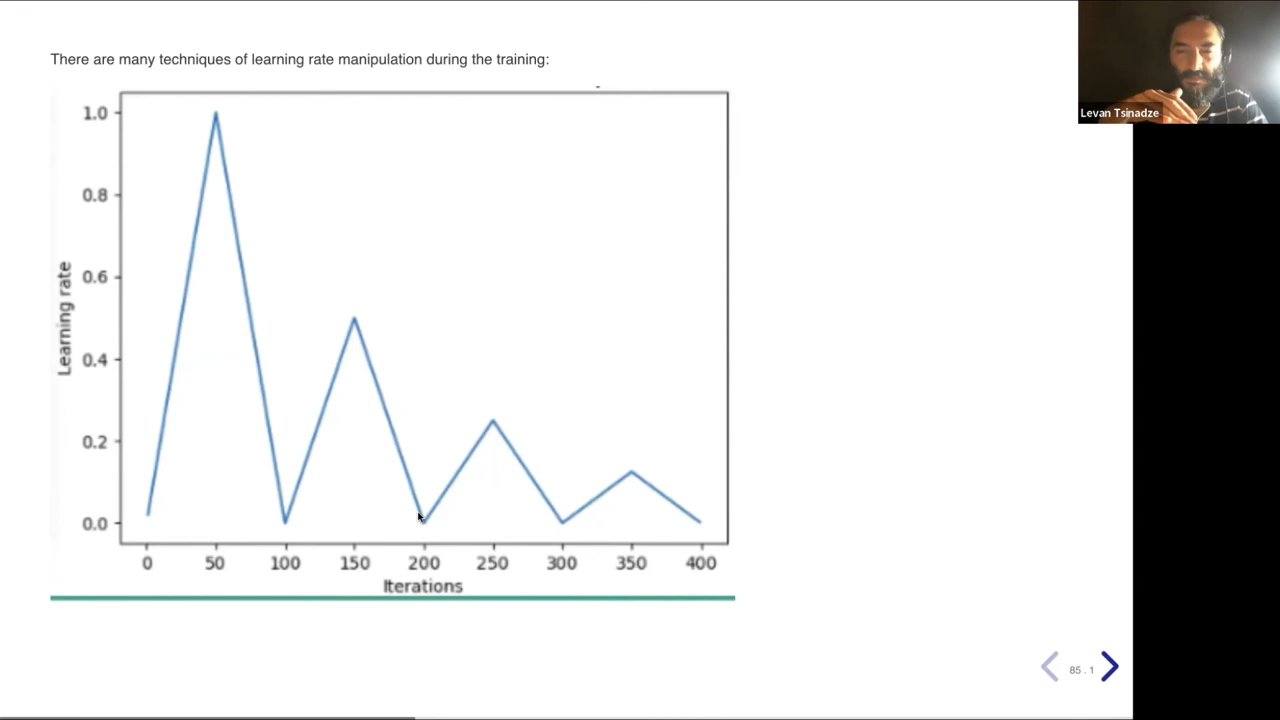 There are many techniques of learning rate manipulation during the training:
Levan Tsinadze
1.0
0.8
0.6
0.4
0.2
0.0
Learning rate
0 50 100 150 200 250 300 350 400
Iterations
85 . 1